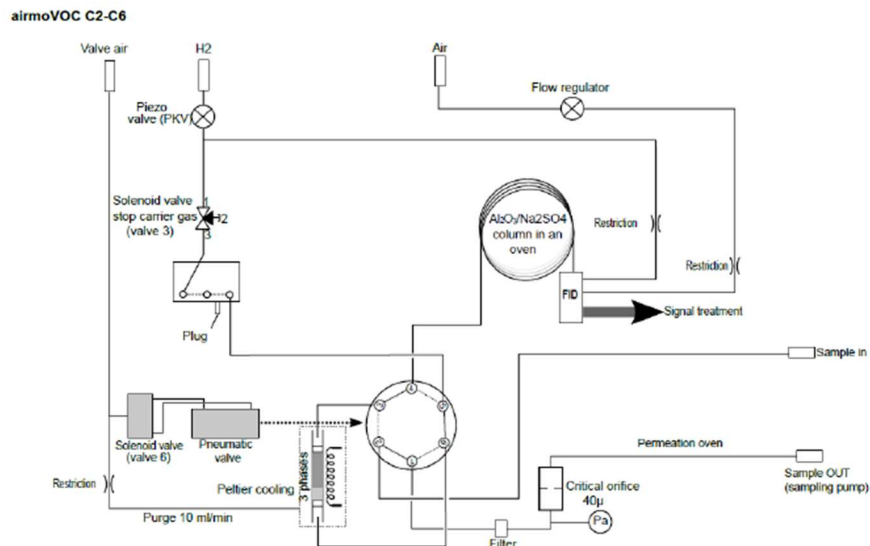 airmoVOC C2-C6
Valve air
H2
Air
Flow regulator
Piezo
valve (PKV)
1
Solenoid valve
stop carrier gas
(valve 3)
2
3
Al2O3/Na2SO4
column in an
oven
Restriction
Restriction
FID
Signal treatment
Plug
Sample in
Solenoid valve
(valve 6)
Pneumatic
valve
3 phases
Permeation oven
Restriction
Peltier cooling
Critical orifice
40µ
Sample OUT
(sampling pump)
Purge 10 ml/min
Pa
Filter